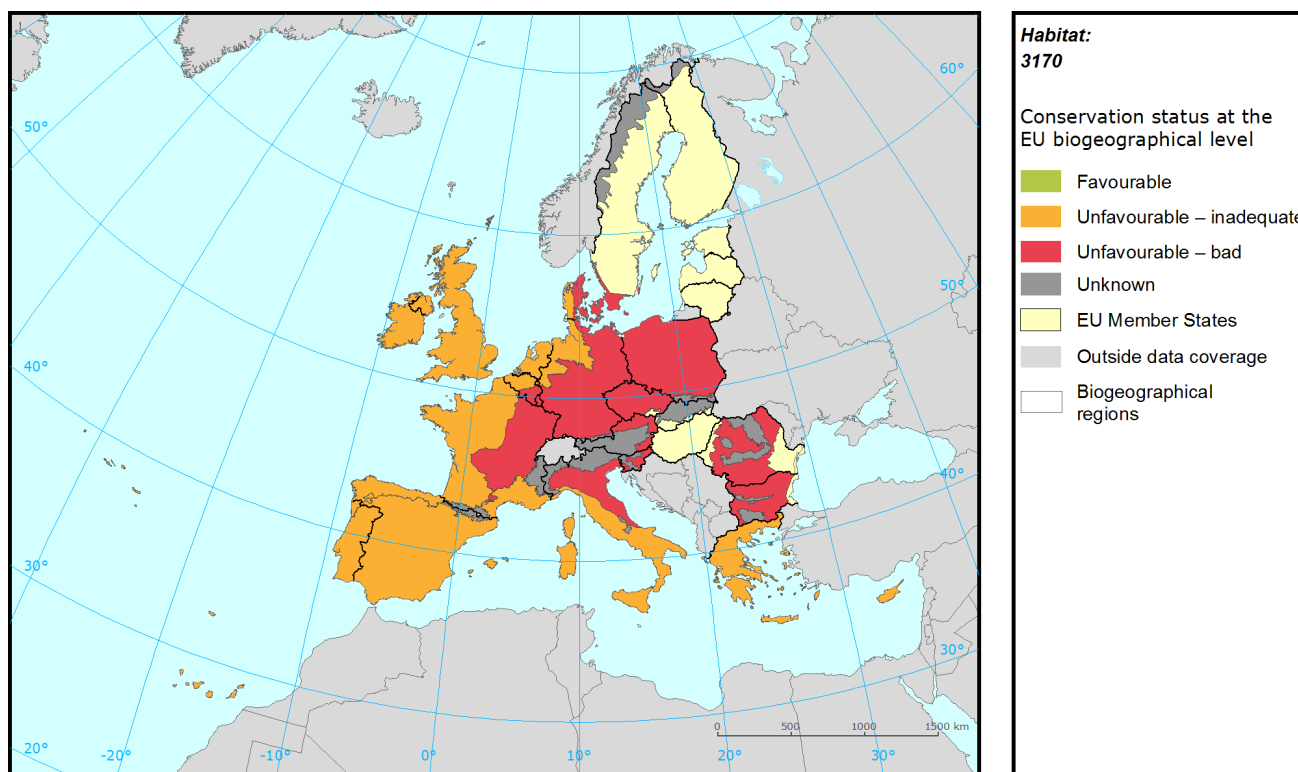 Habitat:
3170
Conservation status at the
EU biogeographical level
Favourable
Unfavourable – inadequate
Unfavourable – bad
Unknown
EU Member States
Outside data coverage
Biogeographical
regions
60°
50°
50°
40°
40°
30°
30°
0 500 1000 1500 km
20° -20° -10° 0° 10° 20° 30°